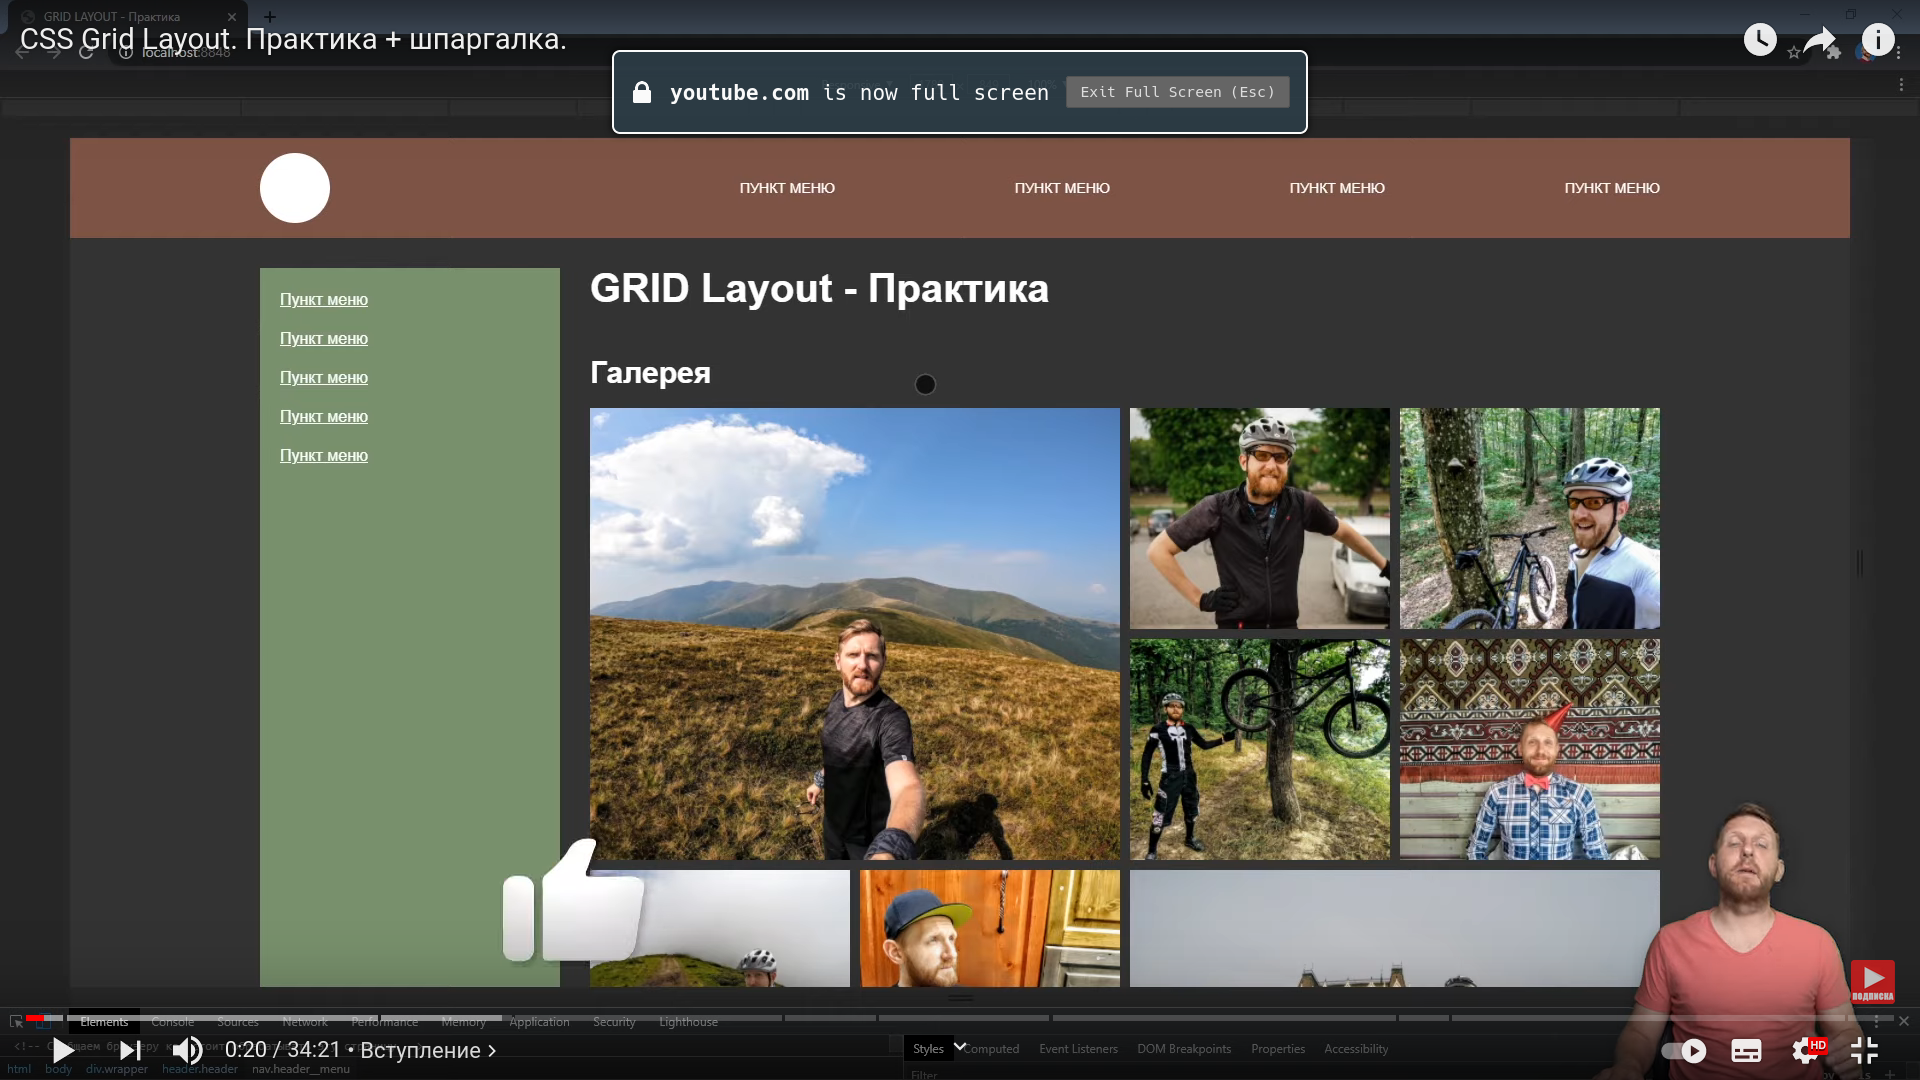 GRID LAYOUT - Практика
CSS Grid Layout. Практика + шпаргалка.
localhost:8848
youtube.com is now full screen
Exit Full Screen (Esc)
ПУНКТ МЕНЮ
ПУНКТ МЕНЮ
ПУНКТ МЕНЮ
ПУНКТ МЕНЮ
Пункт меню
Пункт меню
Пункт меню
Пункт меню
Пункт меню
GRID Layout - Практика
Галерея
ПОДПИСКА
Elements Console Sources Network Performance Memory Application Security Lighthouse
0:20 / 34:21 • Вступление
HD
Styles Computed Event Listeners DOM Breakpoints Properties Accessibility
html body div.wrapper header.header nav.header__menu
Filter